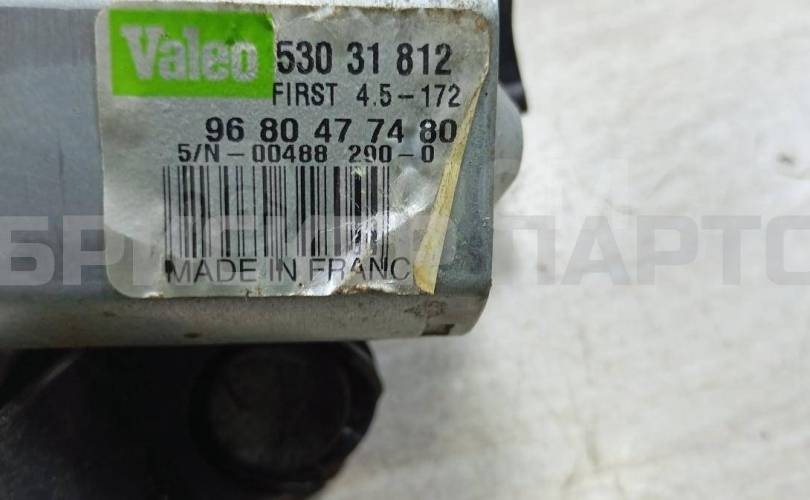 Valeo 530 31 812
FIRST 4.5-172
96 80 47 74 80
S/N-00488 290-0
MADE IN FRANC